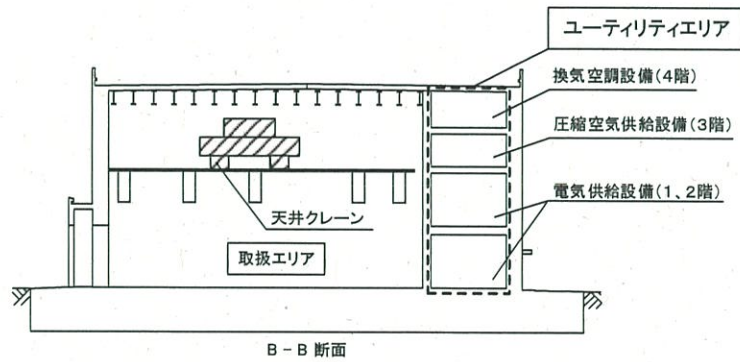 ユーティリティエリア
換気空調設備(4階)
圧縮空気供給設備(3階)
電気供給設備(1、2階)
天井クレーン
取扱エリア
B-B 断面